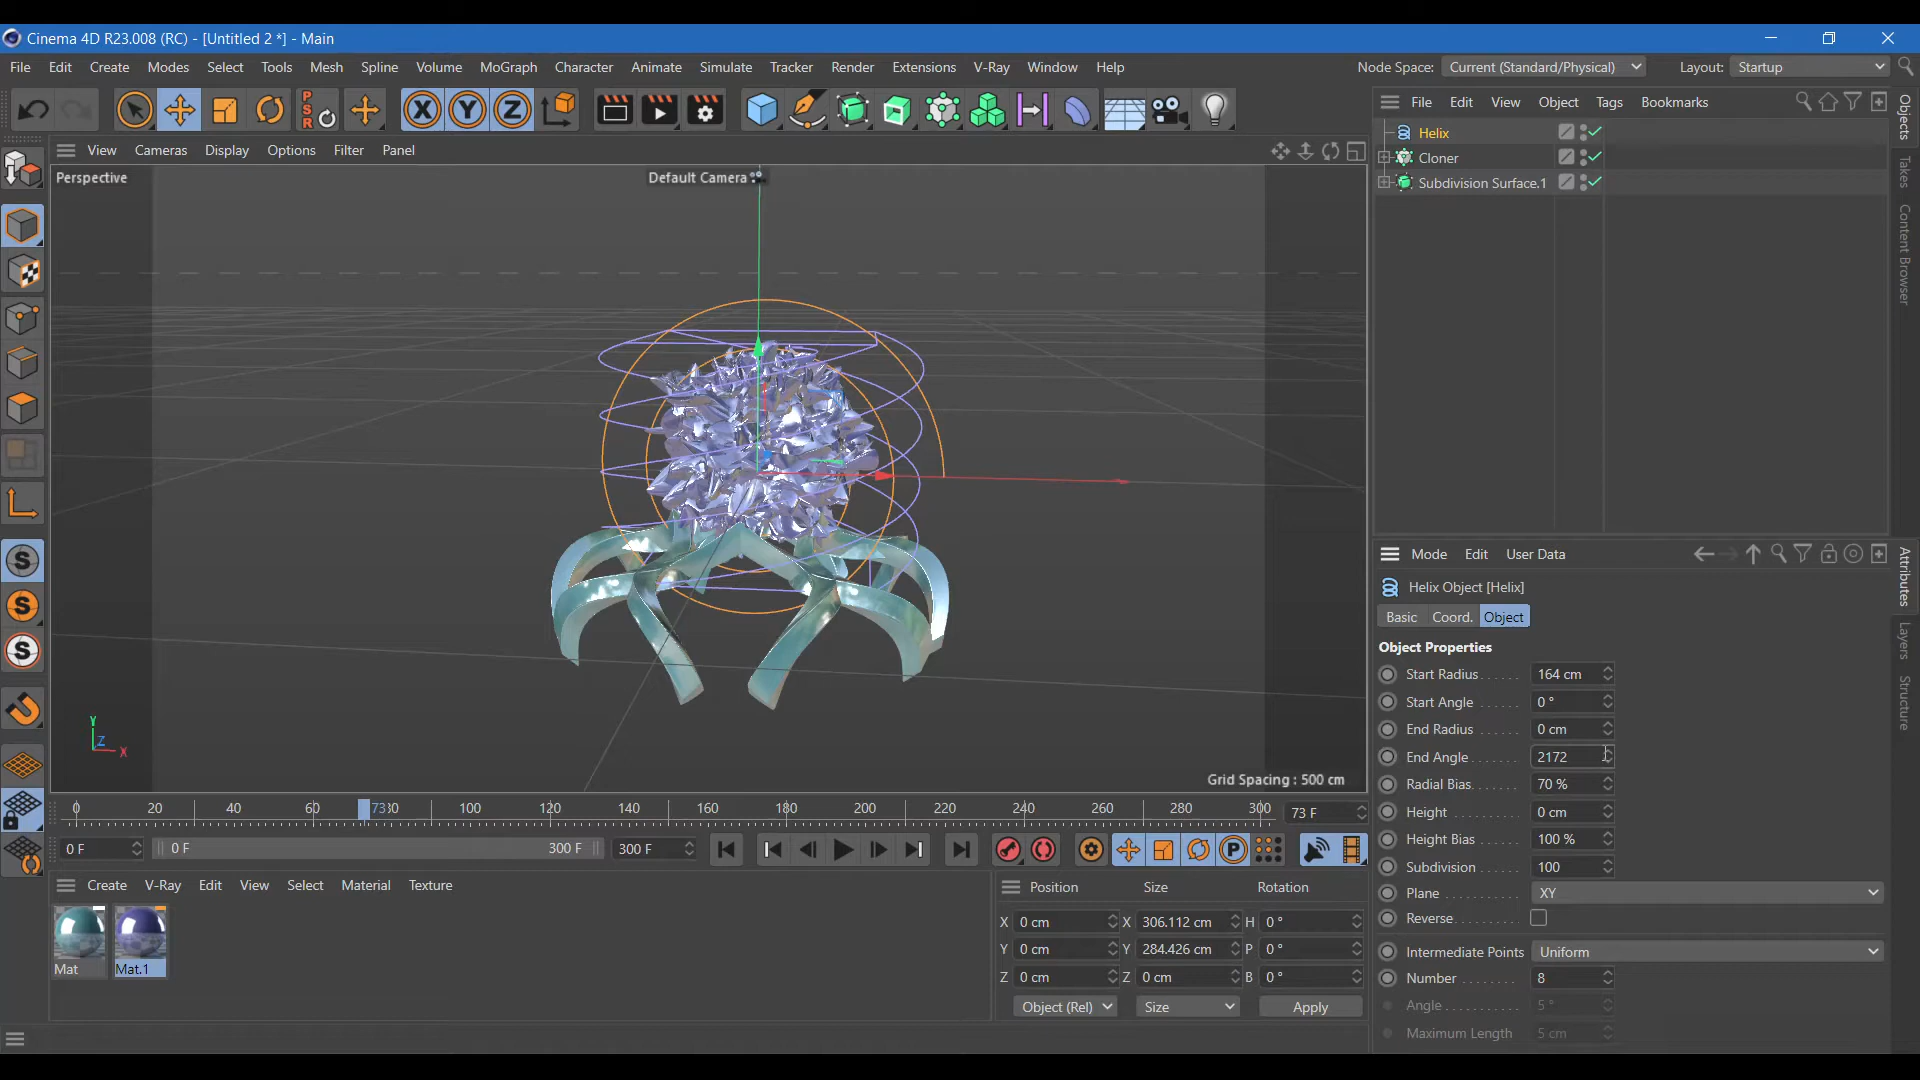 Cinema 4D R23.008 (RC) - [Untitled 2 *] - Main
File Edit Create Modes Select Tools Mesh Spline Volume MoGraph Character Animate Simulate Tracker Render Extensions V-Ray Window Help
Node Space: Current (Standard/Physical) Layout: Startup
P S R
X Y Z
File Edit View Object Tags Bookmarks
Helix
Cloner
Subdivision Surface.1
Objects
Takes
Content Browser
View Cameras Display Options Filter Panel
Perspective
Default Camera
Y
Z
X
Grid Spacing : 500 cm
Mode Edit User Data
Helix Object [Helix]
Basic Coord. Object
Object Properties
Start Radius 164 cm
Start Angle 0 °
End Radius 0 cm
End Angle 2172
Radial Bias 70 %
Height 0 cm
Height Bias 100 %
Subdivision 100
Plane XY
Reverse
Intermediate Points Uniform
Number 8
Angle 5 °
Maximum Length 5 cm
Attributes
Layers
Structure
0 20 40 60 73 80 100 120 140 160 180 200 220 240 260 280 300 73 F
0 F 0 F 300 F 300 F
P
Create V-Ray Edit View Select Material Texture
Mat Mat.1
Position Size Rotation
X 0 cm X 306.112 cm H 0 °
Y 0 cm Y 284.426 cm P 0 °
Z 0 cm Z 0 cm B 0 °
Object (Rel) Size Apply
S
S
S